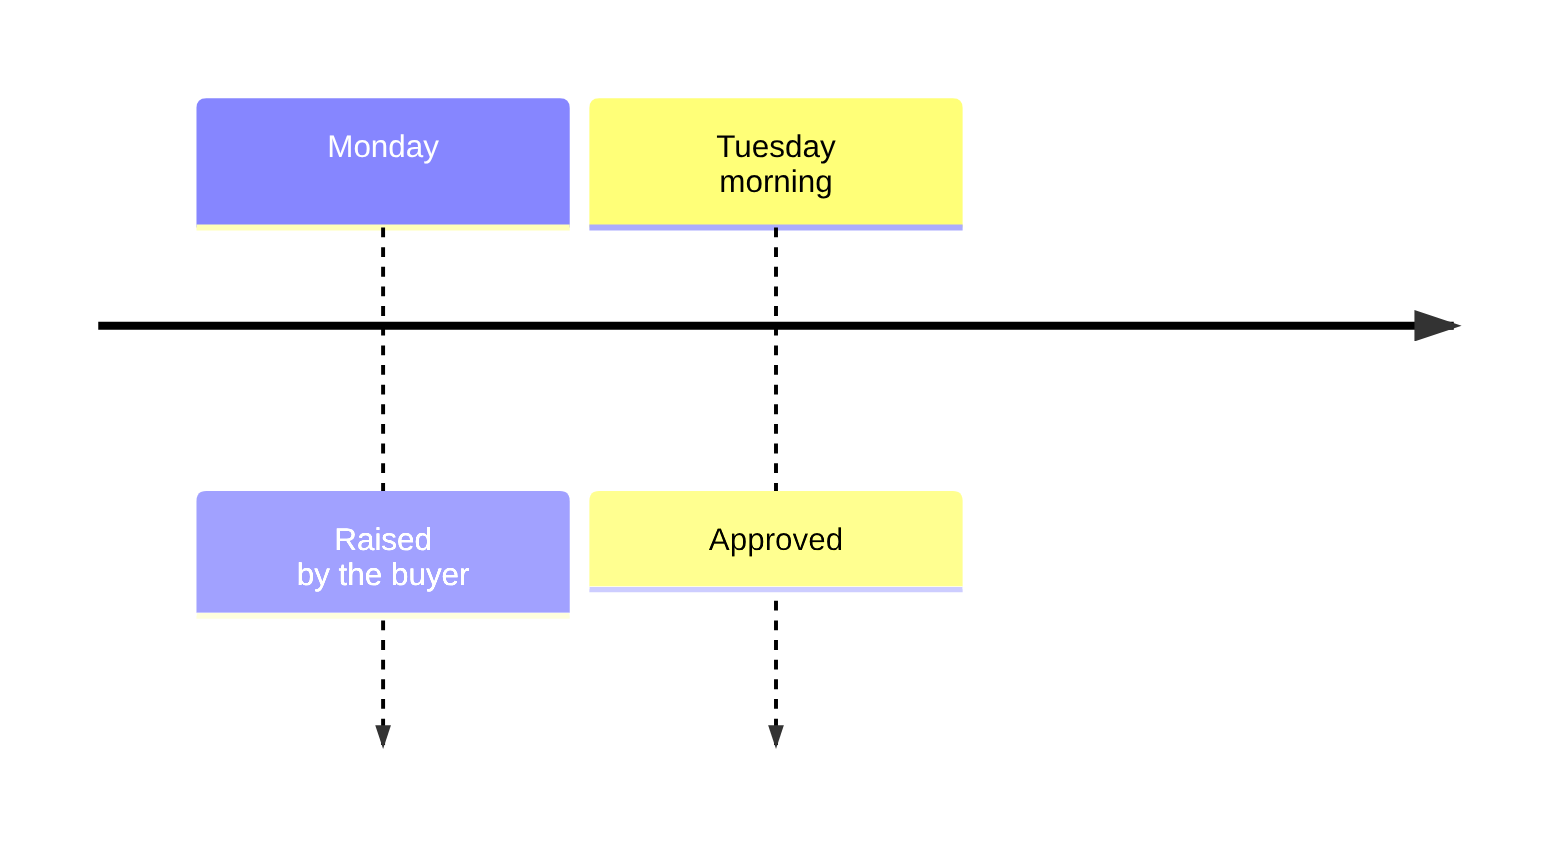 Monday
Tuesday
morning
Raised
by the buyer
Approved